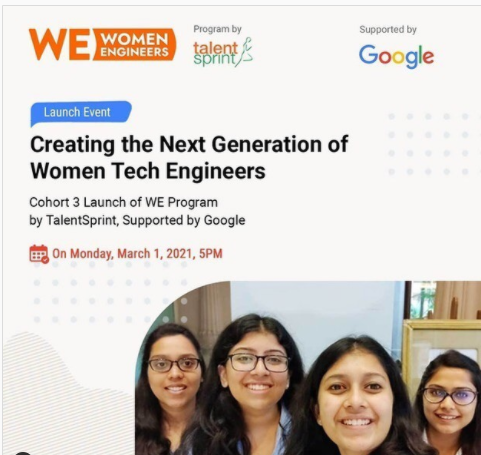 WE WOMEN ENGINEERS
Program by
talent sprint
Supported by
Google
Launch Event
Creating the Next Generation of
Women Tech Engineers
Cohort 3 Launch of WE Program
by TalentSprint, Supported by Google
On Monday, March 1, 2021, 5PM